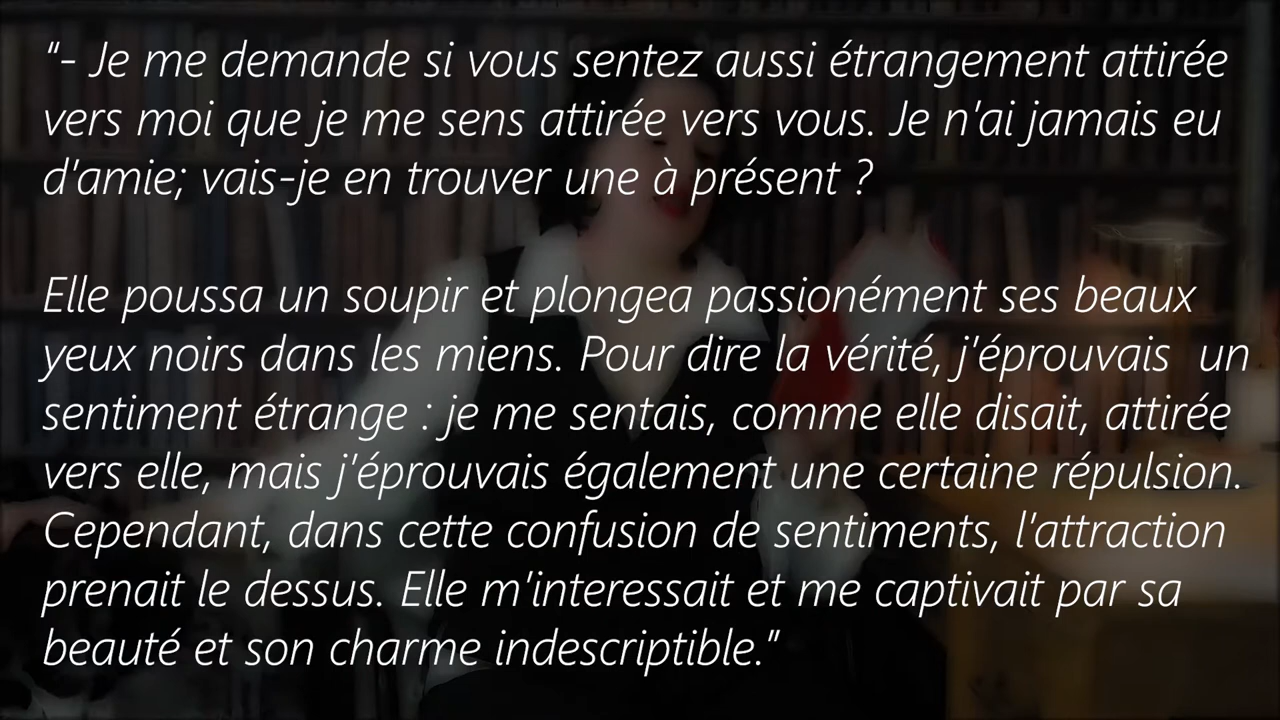 "- Je me demande si vous sentez aussi étrangement attirée
vers moi que je me sens attirée vers vous. Je n'ai jamais eu
d'amie; vais-je en trouver une à présent ?
Elle poussa un soupir et plongea passionément ses beaux
yeux noirs dans les miens. Pour dire la vérité, j'éprouvais un
sentiment étrange : je me sentais, comme elle disait, attirée
vers elle, mais j'éprouvais également une certaine répulsion.
Cependant, dans cette confusion de sentiments, l'attraction
prenait le dessus. Elle m'interessait et me captivait par sa
beauté et son charme indescriptible."